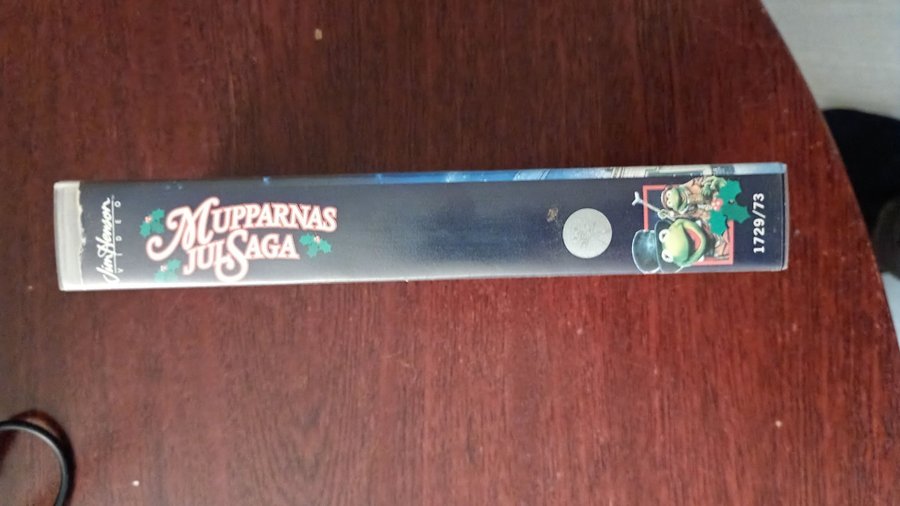 Jim Henson
VIDEO
MUPPARNAS
JULSAGA
1729/73